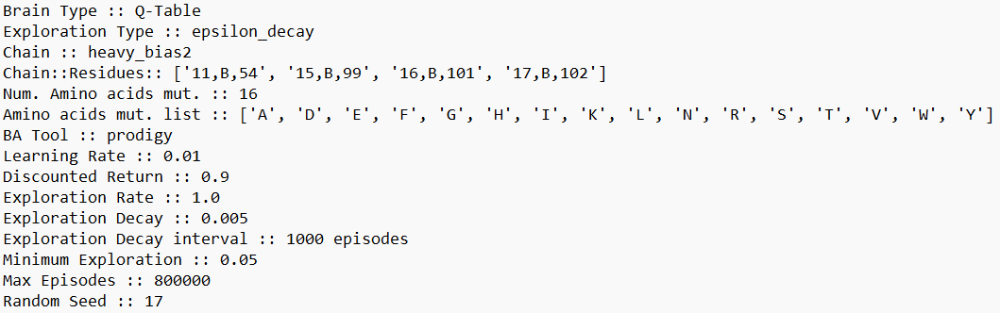 Brain Type :: Q-Table
Exploration Type :: epsilon_decay
Chain :: heavy_bias2
Chain::Residues:: ['11,B,54', '15,B,99', '16,B,101', '17,B,102']
Num. Amino acids mut. :: 16
Amino acids mut. list :: ['A', 'D', 'E', 'F', 'G', 'H', 'I', 'K', 'L', 'N', 'R', 'S', 'T', 'V', 'W', 'Y']
BA Tool :: prodigy
Learning Rate :: 0.01
Discounted Return :: 0.9
Exploration Rate :: 1.0
Exploration Decay :: 0.005
Exploration Decay interval :: 1000 episodes
Minimum Exploration :: 0.05
Max Episodes :: 800000
Random Seed :: 17